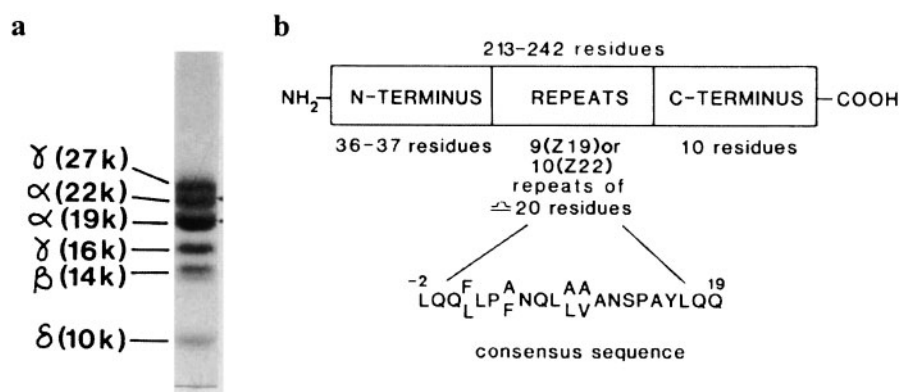 a
ɣ(27k)
α(22k)
α(19k)
ɣ(16k)
β(14k)
δ(10k)
b
213-242 residues
NH₂ N-TERMINUS REPEATS C-TERMINUS COOH
36-37 residues 9(Z19)or 10 residues
10(Z22)
repeats of
≏20 residues
-2 19
F A AA
LQQ LP NQL ANSPAYLQQ
L F LV
consensus sequence